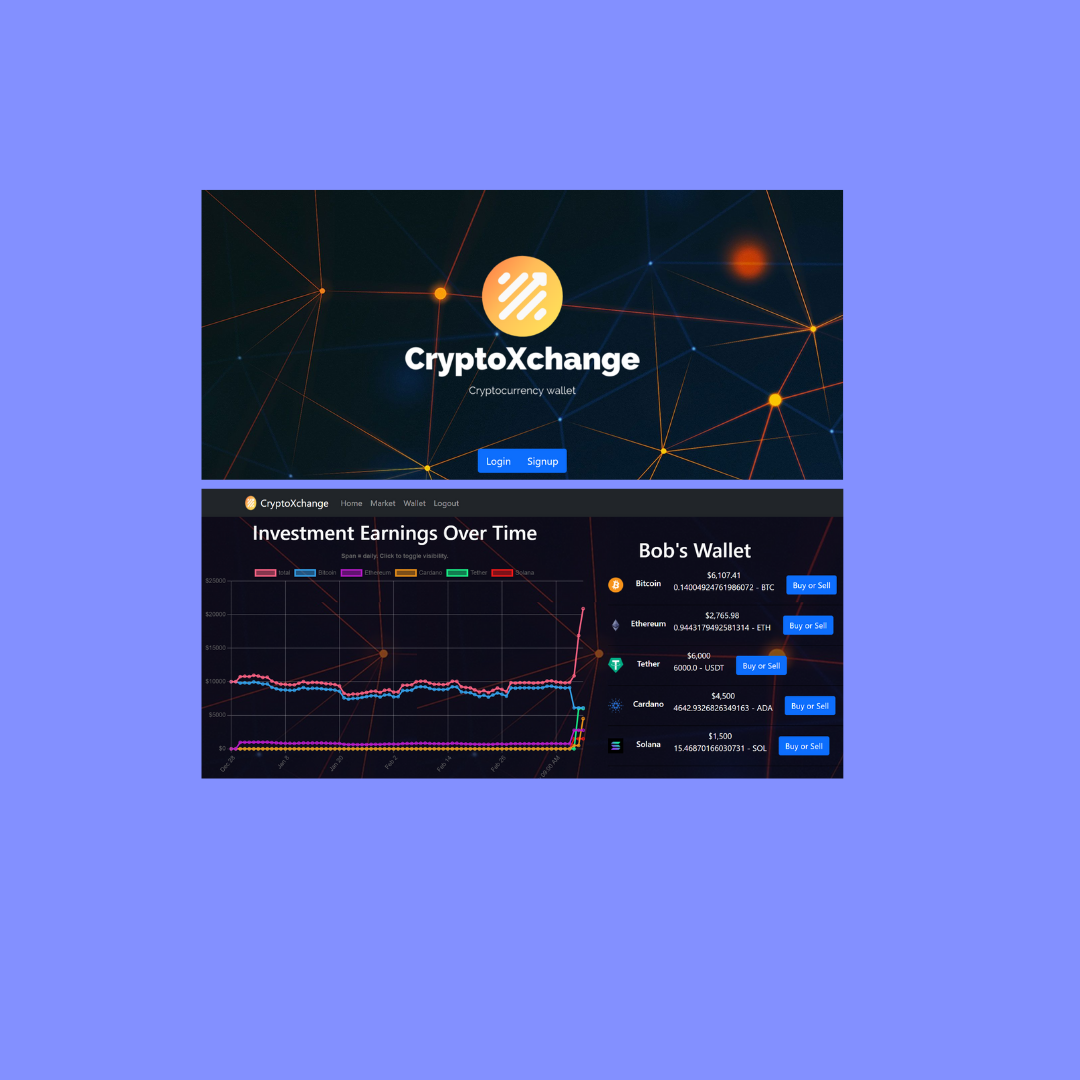 CryptoXchange
Cryptocurrency wallet
Login Signup
CryptoXchange Home Market Wallet Logout
Investment Earnings Over Time
Span = daily. Click to toggle visibility.
total Bitcoin Ethereum Cardano Tether Solana
$25000
$20000
$15000
$10000
$5000
$0
Dec 28
Jan 8
Jan 20
Feb 2
Feb 14
Feb 26
09:00 AM
Bob's Wallet
Bitcoin
$6,107.41
0.14004924761986072 - BTC
Buy or Sell
Ethereum
$2,765.98
0.9443179492581314 - ETH
Buy or Sell
Tether
$6,000
6000.0 - USDT
Buy or Sell
Cardano
$4,500
4642.9326826349163 - ADA
Buy or Sell
Solana
$1,500
15.46870166030731 - SOL
Buy or Sell